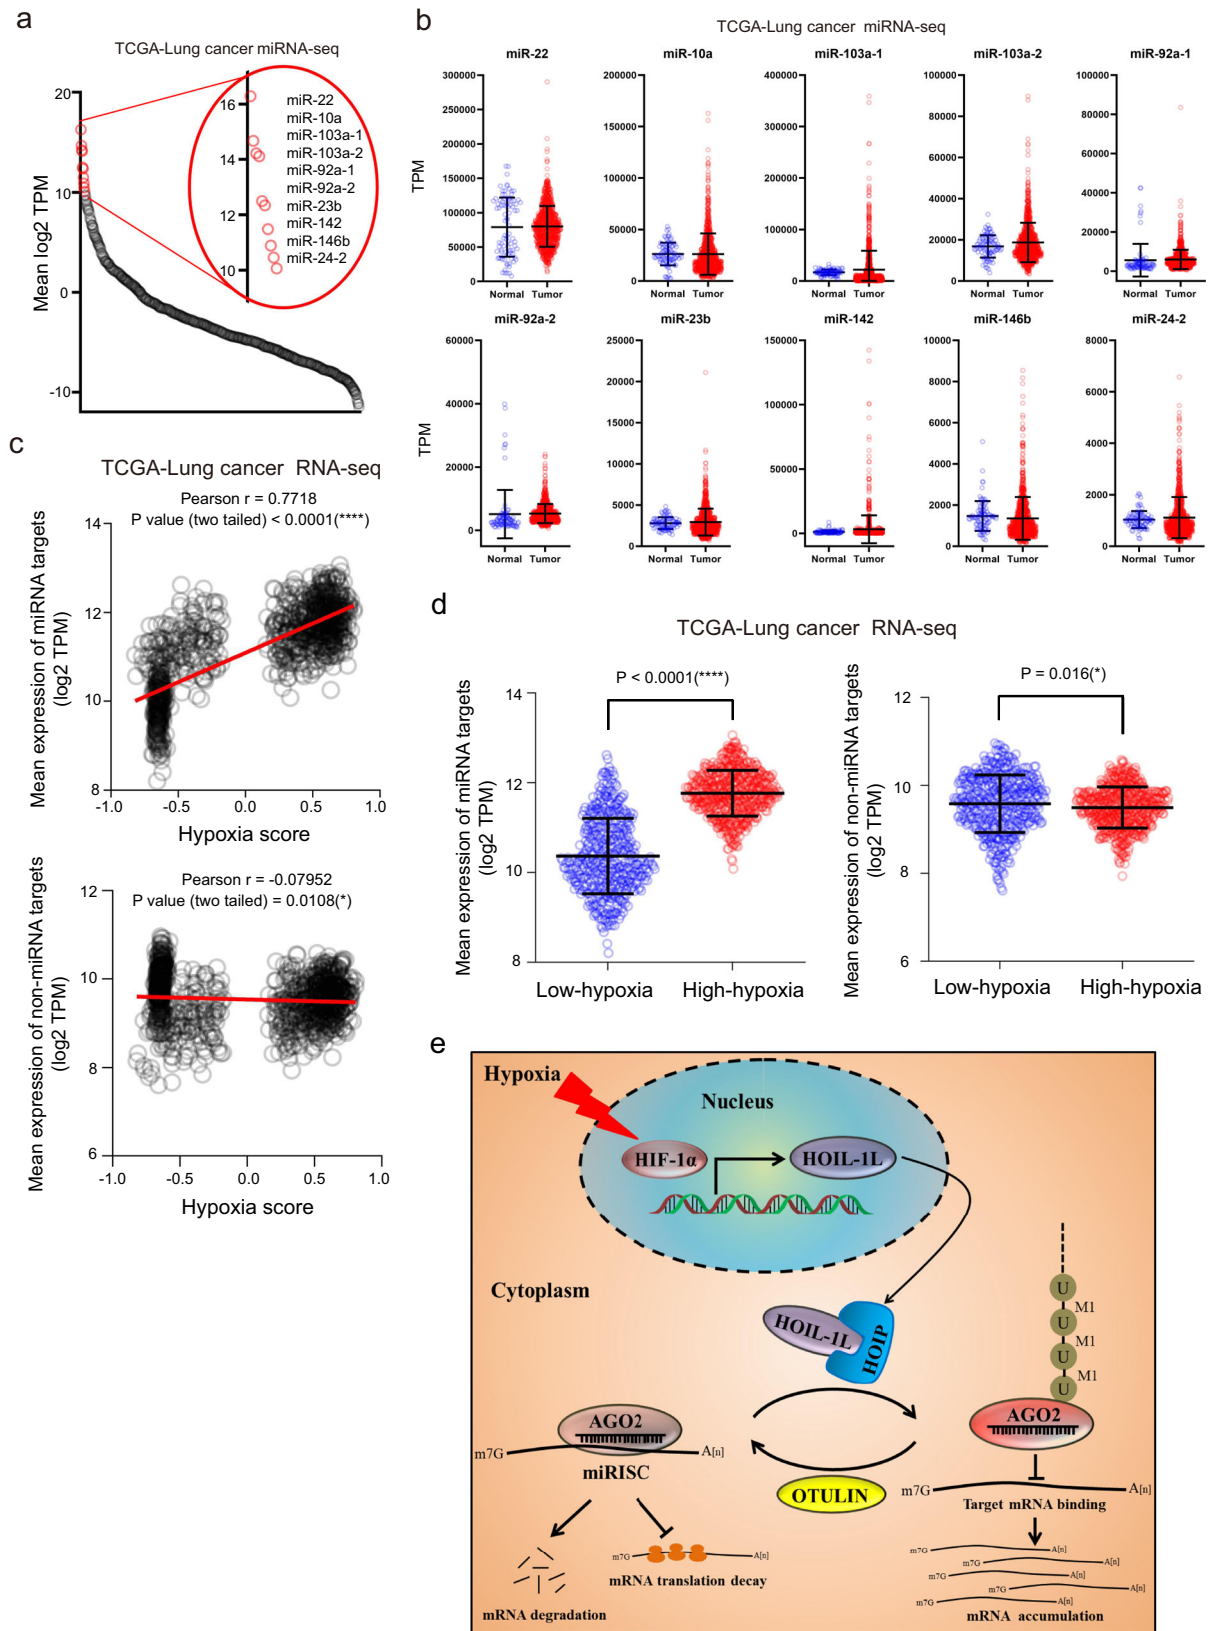 a
TCGA-Lung cancer miRNA-seq
Mean log2 TPM
20
10
0
-10
16
14
12
10
miR-22
miR-10a
miR-103a-1
miR-103a-2
miR-92a-1
miR-92a-2
miR-23b
miR-142
miR-146b
miR-24-2
b
TCGA-Lung cancer miRNA-seq
TPM
miR-22
300000
250000
200000
150000
100000
50000
0
Normal Tumor
miR-10a
200000
150000
100000
50000
0
Normal Tumor
miR-103a-1
400000
300000
200000
100000
0
Normal Tumor
miR-103a-2
100000
80000
60000
40000
20000
0
Normal Tumor
miR-92a-1
100000
80000
60000
40000
20000
0
Normal Tumor
TPM
miR-92a-2
60000
40000
20000
0
Normal Tumor
miR-23b
25000
20000
15000
10000
5000
0
Normal Tumor
miR-142
150000
100000
50000
0
Normal Tumor
miR-146b
10000
8000
6000
4000
2000
0
Normal Tumor
miR-24-2
8000
6000
4000
2000
0
Normal Tumor
c
TCGA-Lung cancer RNA-seq
Pearson r = 0.7718
P value (two tailed) < 0.0001(****)
Mean expression of miRNA targets
(log2 TPM)
14
12
10
8
-1.0 -0.5 0.0 0.5 1.0
Hypoxia score
Pearson r = -0.07952
P value (two tailed) = 0.0108(*)
Mean expression of non-miRNA targets
(log2 TPM)
12
10
8
6
-1.0 -0.5 0.0 0.5 1.0
Hypoxia score
d
TCGA-Lung cancer RNA-seq
P < 0.0001(****)
Mean expression of miRNA targets
(log2 TPM)
14
12
10
8
Low-hypoxia High-hypoxia
P = 0.016(*)
Mean expression of non-miRNA targets
(log2 TPM)
12
10
8
6
Low-hypoxia High-hypoxia
e
Hypoxia
Nucleus
HIF-1α
HOIL-1L
Cytoplasm
HOIL-1L
HOIP
U
M1
U
M1
U
M1
U
AGO2
m7G
A[n]
miRISC
OTULIN
AGO2
m7G
A[n]
Target mRNA binding
mRNA degradation
m7G
A[n]
mRNA translation decay
m7G
A[n]
m7G
A[n]
m7G
A[n]
m7G
A[n]
m7G
A[n]
mRNA accumulation